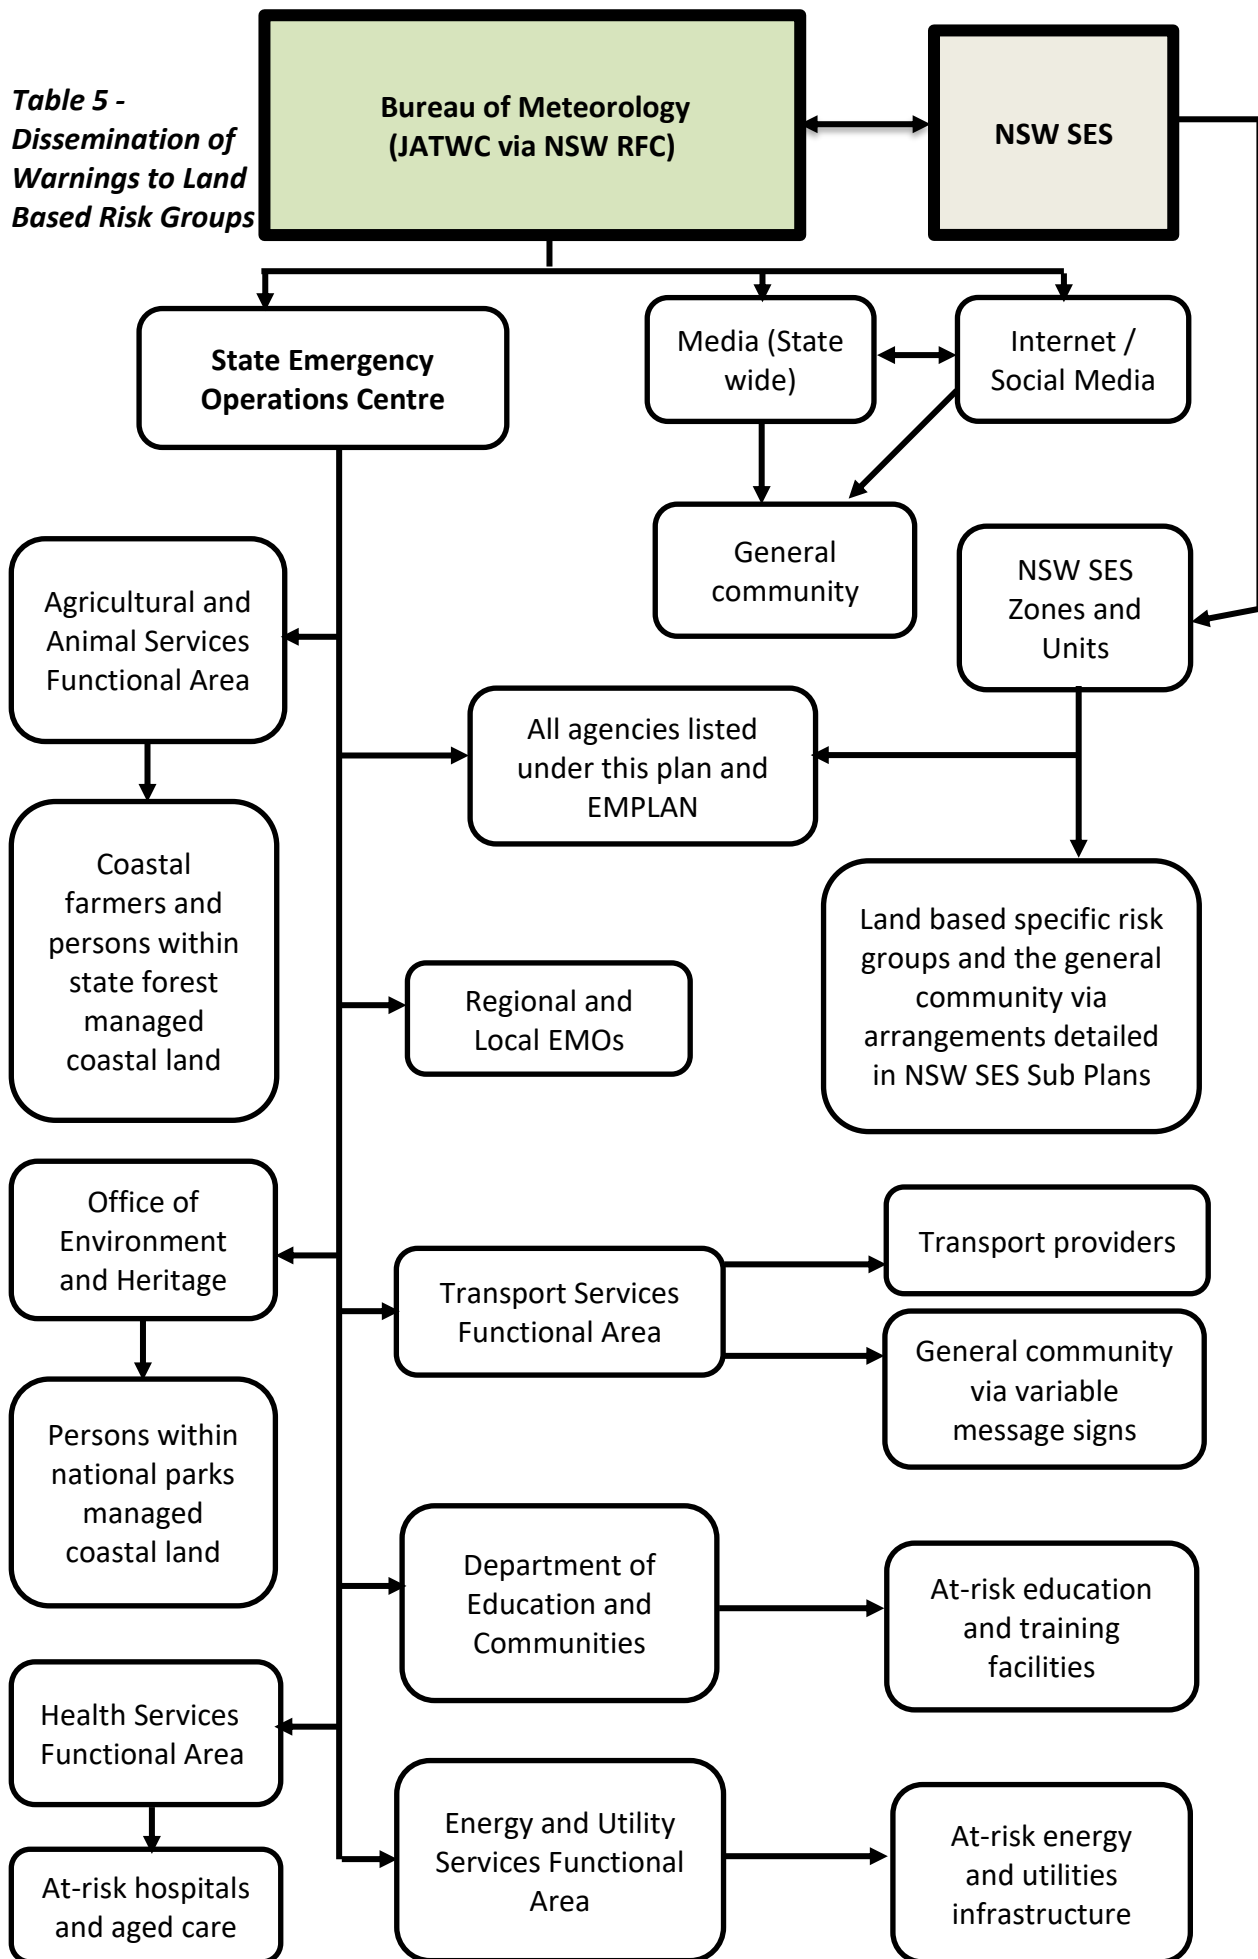 Table 5 -
Dissemination of
Warnings to Land
Based Risk Groups
Bureau of Meteorology
(JATWC via NSW RFC)
NSW SES
State Emergency
Operations Centre
Media (State
wide)
Internet /
Social Media
General
community
NSW SES
Zones and
Units
Agricultural and
Animal Services
Functional Area
All agencies listed
under this plan and
EMPLAN
Coastal
farmers and
persons within
state forest
managed
coastal land
Land based specific risk
groups and the general
community via
arrangements detailed
in NSW SES Sub Plans
Regional and
Local EMOs
Office of
Environment
and Heritage
Transport Services
Functional Area
Transport providers
General community
via variable
message signs
Persons within
national parks
managed
coastal land
Department of
Education and
Communities
At-risk education
and training
facilities
Health Services
Functional Area
Energy and Utility
Services Functional
Area
At-risk energy
and utilities
infrastructure
At-risk hospitals
and aged care